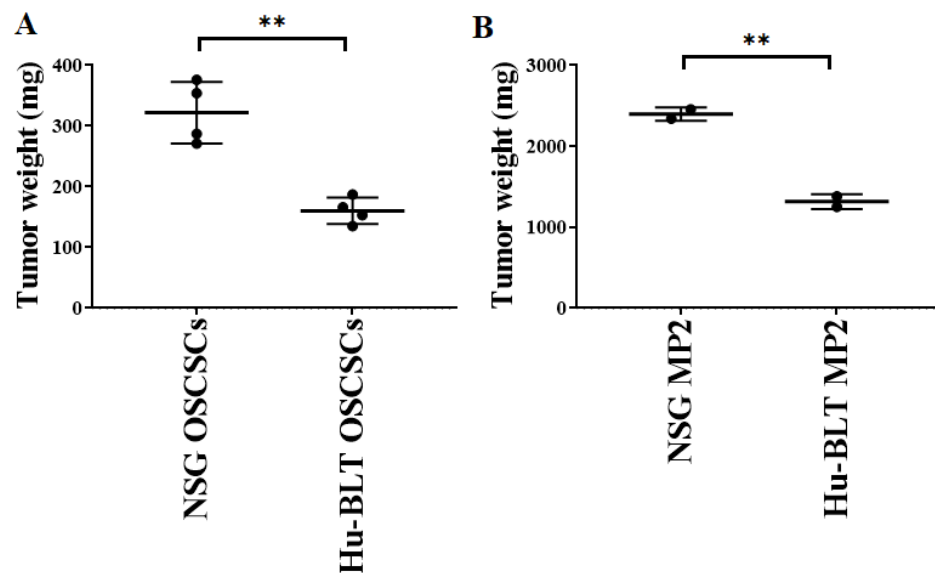 A
**
Tumor weight (mg)
400
300
200
100
0
NSG OSCSCs
Hu-BLT OSCSCs
B
**
Tumor weight (mg)
3000
2000
1000
0
NSG MP2
Hu-BLT MP2